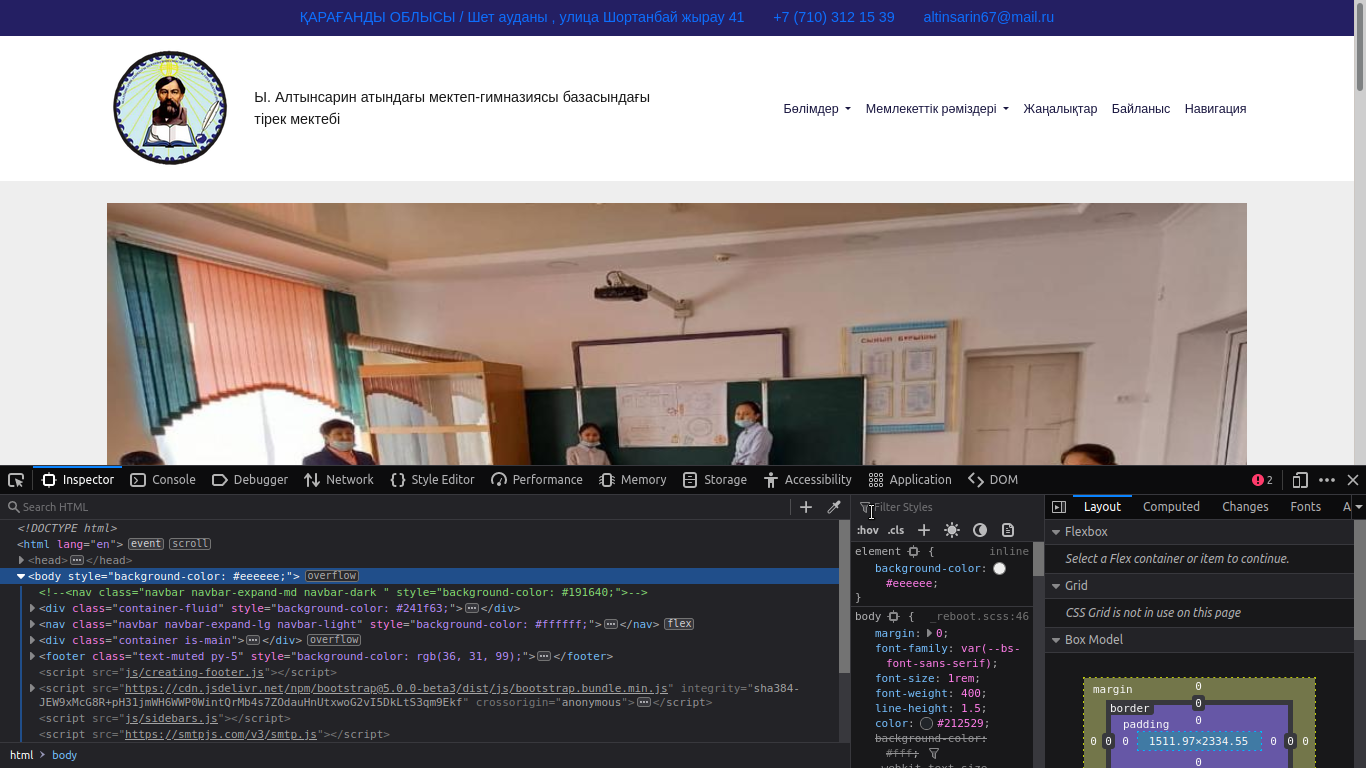 ҚАРАҒАНДЫ ОБЛЫСЫ / Шет ауданы , улица Шортанбай жырау 41 +7 (710) 312 15 39 altinsarin67@mail.ru
Ы. Алтынсарин атындағы мектеп-гимназиясы базасындағы
тірек мектебі
Бөлімдер Мемлекеттік рәміздері Жаңалықтар Байланыс Навигация
СЫНЫП БҰРЫШЫ
Inspector Console Debugger Network Style Editor Performance Memory Storage Accessibility Application DOM 2
Search HTML
<!DOCTYPE html>
<html lang="en"> event scroll
<head> </head>
<body style="background-color: #eeeeee;"> overflow
<!--<nav class="navbar navbar-expand-md navbar-dark " style="background-color: #191640;">-->
<div class="container-fluid" style="background-color: #241f63;"> </div>
<nav class="navbar navbar-expand-lg navbar-light" style="background-color: #ffffff;"> </nav> flex
<div class="container is-main"> </div> overflow
<footer class="text-muted py-5" style="background-color: rgb(36, 31, 99);"> </footer>
<script src="js/creating-footer.js"></script>
<script src="https://cdn.jsdelivr.net/npm/bootstrap@5.0.0-beta3/dist/js/bootstrap.bundle.min.js" integrity="sha384-
JEW9xMcG8R+pH31jmWH6WWP0WintQrMb4s7ZOdauHnUtxwoG2vI5DkLtS3qm9Ekf" crossorigin="anonymous"> </script>
<script src="js/sidebars.js"></script>
<script src="https://smtpjs.com/v3/smtp.js"></script>
html > body
Filter Styles
:hov .cls
element { inline
background-color:
#eeeeee;
}
body { _reboot.scss:46
margin: 0;
font-family: var(--bs-
font-sans-serif);
font-size: 1rem;
font-weight: 400;
line-height: 1.5;
color: #212529;
background-color:
#fff;
-webkit-text-size-
Layout Computed Changes Fonts A
Flexbox
Select a Flex container or item to continue.
Grid
CSS Grid is not in use on this page
Box Model
margin 0
border 0
padding 0
0 0 0 1511.97×2334.55 0 0 0
0